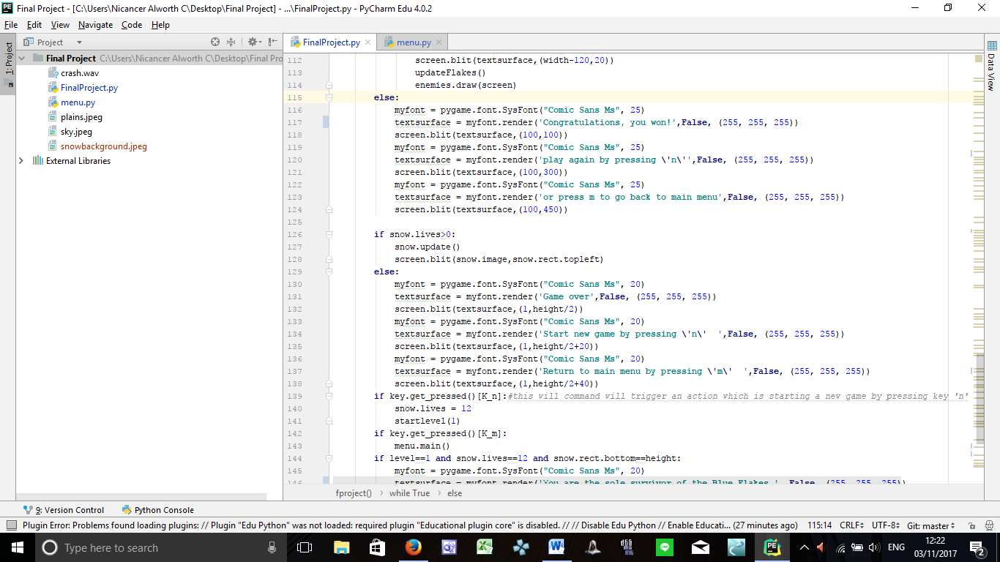 Final Project - [C:\Users\Nicancer Alworth C\Desktop\Final Project] - ...\FinalProject.py - PyCharm Edu 4.0.2
File Edit View Navigate Code Help
1: Project
Project
FinalProject.py
menu.py
Final Project C:\Users\Nicancer Alworth C\Desktop\Final Pro
crash.wav
FinalProject.py
menu.py
plains.jpeg
sky.jpeg
snowbackground.jpeg
External Libraries
112 screen.blit(textsurface,(width-120,20))
113 updateFlakes()
114 enemies.draw(screen)
115 else:
116 myfont = pygame.font.SysFont("Comic Sans Ms", 25)
117 textsurface = myfont.render('Congratulations, you won!',False, (255, 255, 255))
118 screen.blit(textsurface,(100,100))
119 myfont = pygame.font.SysFont("Comic Sans Ms", 25)
120 textsurface = myfont.render('play again by pressing \'n\'',False, (255, 255, 255))
121 screen.blit(textsurface,(100,300))
122 myfont = pygame.font.SysFont("Comic Sans Ms", 25)
123 textsurface = myfont.render('or press m to go back to main menu',False, (255, 255, 255))
124 screen.blit(textsurface,(100,450))
125
126 if snow.lives>0:
127 snow.update()
128 screen.blit(snow.image,snow.rect.topleft)
129 else:
130 myfont = pygame.font.SysFont("Comic Sans Ms", 20)
131 textsurface = myfont.render('Game over',False, (255, 255, 255))
132 screen.blit(textsurface,(1,height/2))
133 myfont = pygame.font.SysFont("Comic Sans Ms", 20)
134 textsurface = myfont.render('Start new game by pressing \'n\'  ',False, (255, 255, 255))
135 screen.blit(textsurface,(1,height/2+20))
136 myfont = pygame.font.SysFont("Comic Sans Ms", 20)
137 textsurface = myfont.render('Return to main menu by pressing \'m\'  ',False, (255, 255, 255))
138 screen.blit(textsurface,(1,height/2+40))
139 if key.get_pressed()[K_n]:#this will command will trigger an action which is starting a new game by pressing key 'n'
140 snow.lives = 12
141 startlevel(1)
142 if key.get_pressed()[K_m]:
143 menu.main()
144 if level==1 and snow.lives==12 and snow.rect.bottom==height:
145 myfont = pygame.font.SysFont("Comic Sans Ms", 20)
146 textsurface = myfont.render('You are the sole survivor of the Blue Flakes.', False, (255, 255, 255))
Data View
fproject() while True else
9: Version Control Python Console
Plugin Error: Problems found loading plugins: // Plugin "Edu Python" was not loaded: required plugin "Educational plugin core" is disabled. // // Disable Edu Python // Enable Educati... (27 minutes ago) 115:14 CRLF UTF-8 Git: master
Type here to search
ENG
12:22
03/11/2017
2